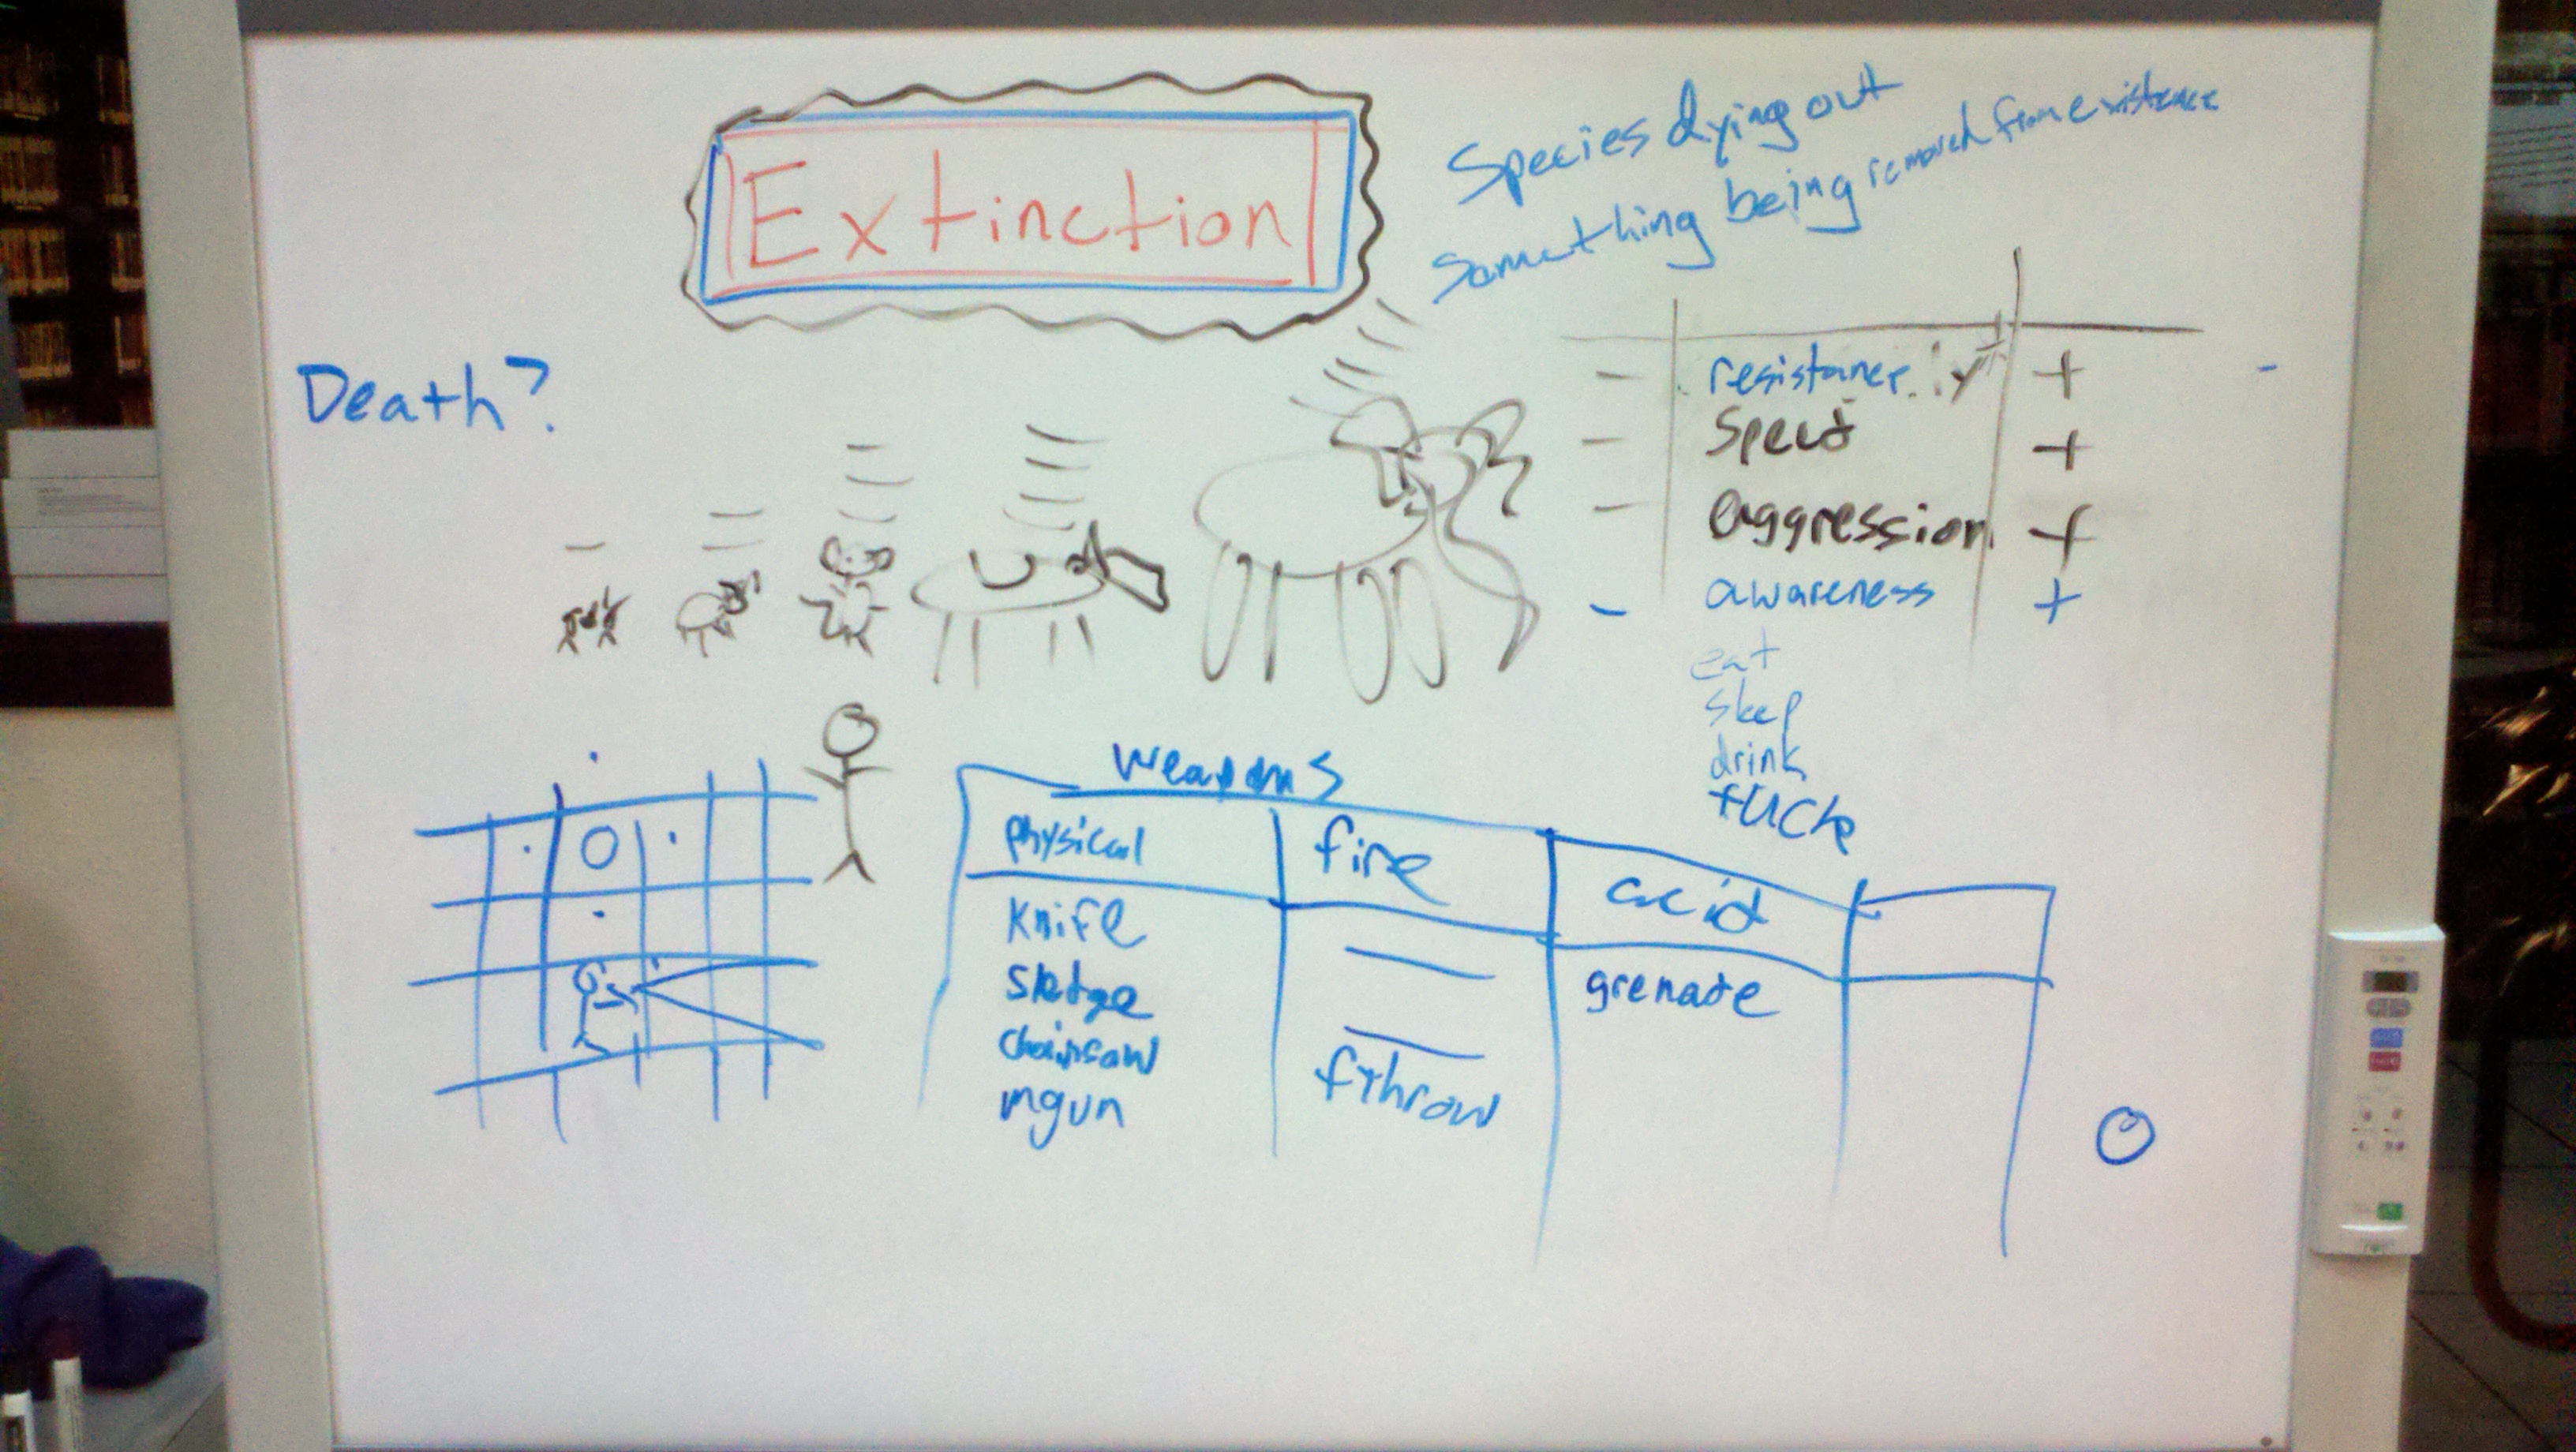 Extinction
Species dying out
Something being removed from existence
Death?
- resistance +
- Speed +
- aggression +
- awareness +
eat
sleep
drink
fuck
weapons
physical fire acid
knife
sledge grenade
chainsaw
mgun fthrow